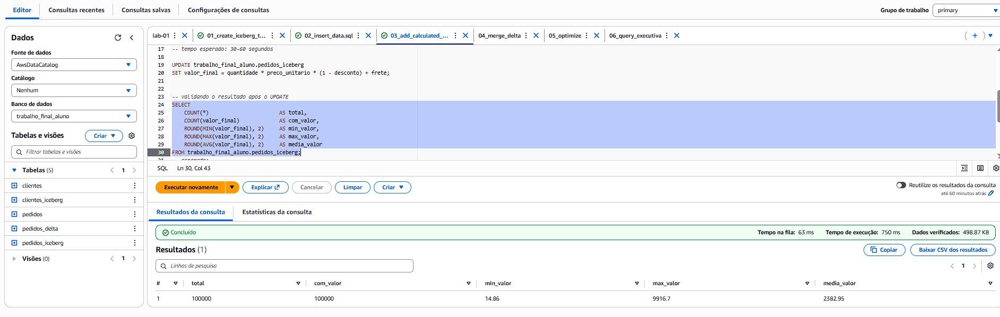 Editor
Consultas recentes
Consultas salvas
Configurações de consultas
Grupo de trabalho
primary
Dados
Fonte de dados
AwsDataCatalog
Catálogo
Nenhum
Banco de dados
trabalho_final_aluno
Tabelas e visões
Criar
Filtrar tabelas e visões
Tabelas (5)
1
clientes
clientes_iceberg
pedidos
pedidos_delta
pedidos_iceberg
Visões (0)
1
lab-01
01_create_iceberg_t...
02_insert_data.sql
03_add_calculated_...
04_merge_delta
05_optimize
06_query_executiva
17 -- tempo esperado: 30-60 segundos
18
19 UPDATE trabalho_final_aluno.pedidos_iceberg
20 SET valor_final = quantidade * preco_unitario * (1 - desconto) + frete;
21
22
23 -- validando o resultado apos o UPDATE
24 SELECT
25 COUNT(*) AS total,
26 COUNT(valor_final) AS com_valor,
27 ROUND(MIN(valor_final), 2) AS min_valor,
28 ROUND(MAX(valor_final), 2) AS max_valor,
29 ROUND(AVG(valor_final), 2) AS media_valor
30 FROM trabalho_final_aluno.pedidos_iceberg;
SQL Ln 30, Col 43
Executar novamente
Explicar
Cancelar
Limpar
Criar
Reutilize os resultados da consulta
até 60 minutos atrás
Resultados da consulta
Estatísticas da consulta
Concluído
Tempo na fila: 63 ms
Tempo de execução: 750 ms
Dados verificados: 498.87 KB
Resultados (1)
Copiar
Baixar CSV dos resultados
Linhas de pesquisa
1
# total com_valor min_valor max_valor media_valor
1 100000 100000 14.86 9916.7 2382.95